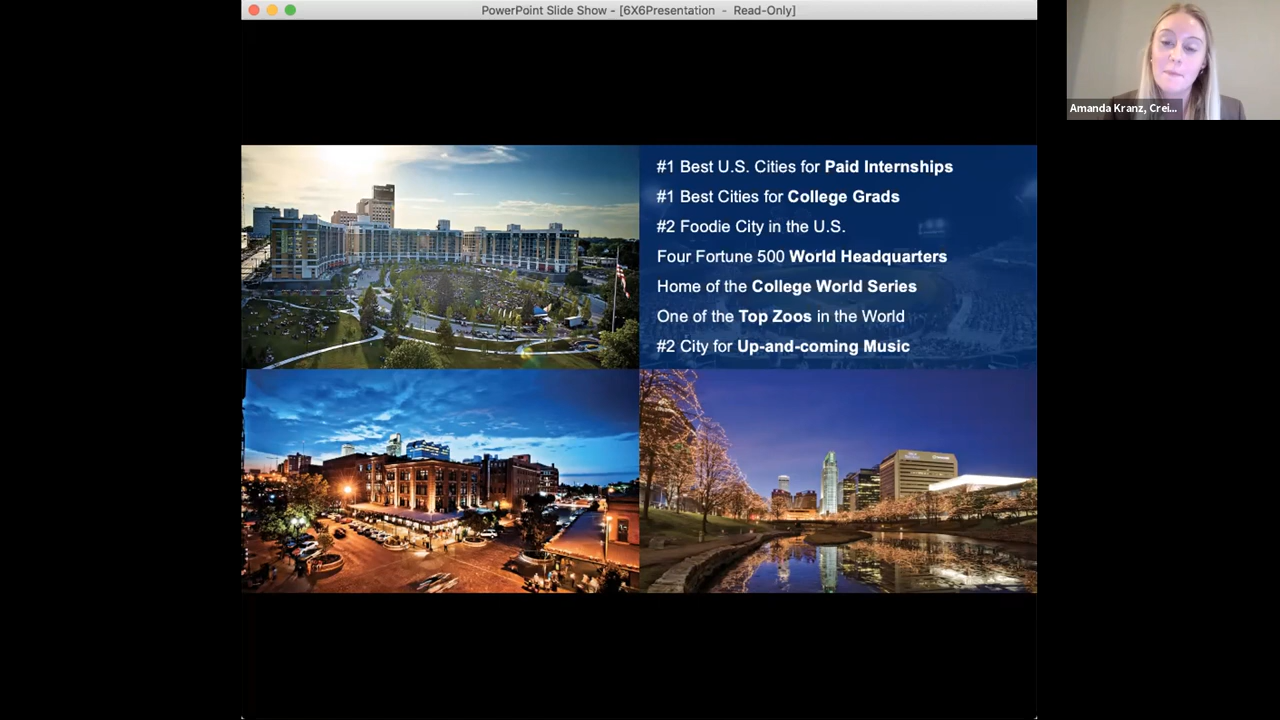 PowerPoint Slide Show - [6X6Presentation - Read-Only]
Amanda Kranz, Crei...
#1 Best U.S. Cities for Paid Internships
#1 Best Cities for College Grads
#2 Foodie City in the U.S.
Four Fortune 500 World Headquarters
Home of the College World Series
One of the Top Zoos in the World
#2 City for Up-and-coming Music